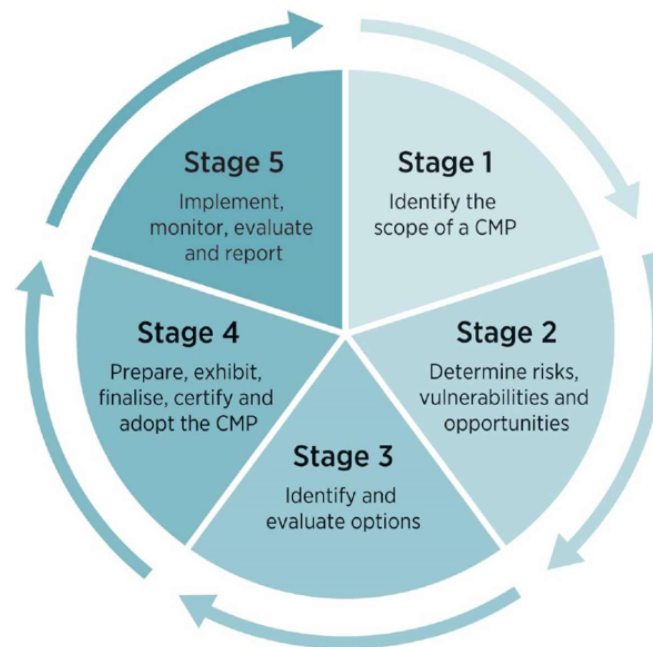 Stage 1
Identify the
scope of a CMP
Stage 2
Determine risks,
vulnerabilities and
opportunities
Stage 3
Identify and
evaluate options
Stage 4
Prepare, exhibit,
finalise, certify and
adopt the CMP
Stage 5
Implement,
monitor, evaluate
and report